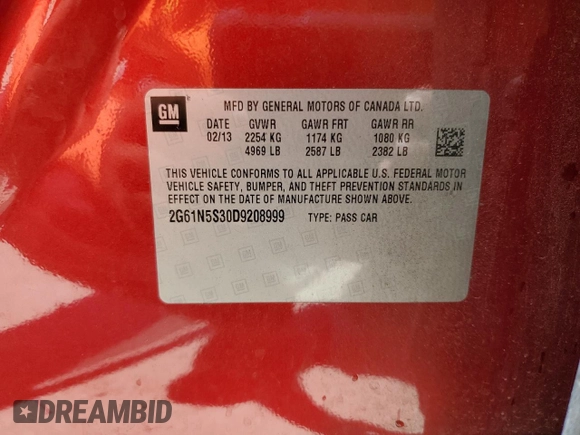 GM
MFD BY GENERAL MOTORS OF CANADA LTD.
DATE GVWR GAWR FRT GAWR RR
02/13 2254 KG 1174 KG 1080 KG
4969 LB 2587 LB 2382 LB
THIS VEHICLE CONFORMS TO ALL APPLICABLE U.S. FEDERAL MOTOR
VEHICLE SAFETY, BUMPER, AND THEFT PREVENTION STANDARDS IN
EFFECT ON THE DATE OF MANUFACTURE SHOWN ABOVE.
2G61N5S30D9208999 TYPE: PASS CAR
DREAMBID